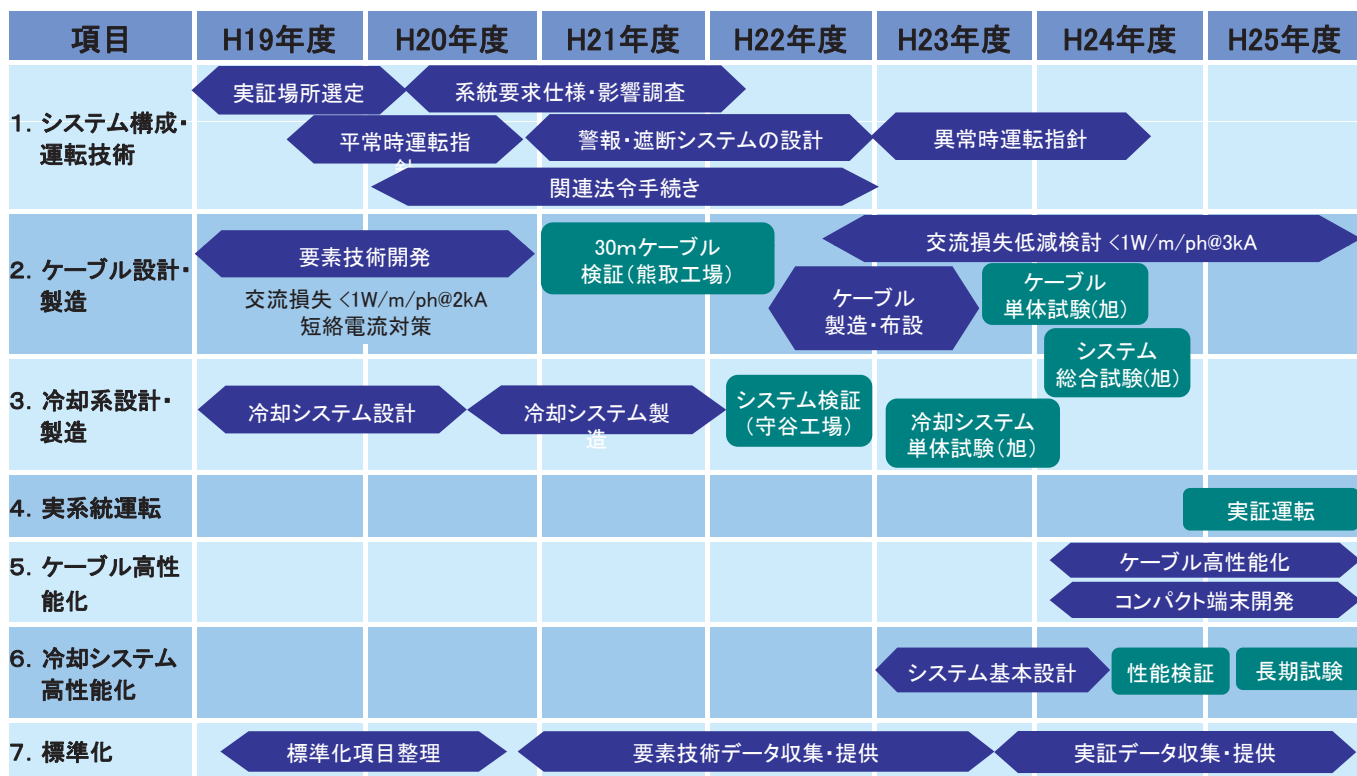 項目 H19年度 H20年度 H21年度 H22年度 H23年度 H24年度 H25年度
1. システム構成・
運転技術
実証場所選定
系統要求仕様・影響調査
平常時運転指
針
警報・遮断システムの設計
異常時運転指針
関連法令手続き
2. ケーブル設計・
製造
要素技術開発
交流損失 <1W/m/ph@2kA
短絡電流対策
30mケーブル
検証(熊取工場)
交流損失低減検討 <1W/m/ph@3kA
ケーブル
製造・布設
ケーブル
単体試験(旭)
システム
総合試験(旭)
3. 冷却系設計・
製造
冷却システム設計
冷却システム製
造
システム検証
(守谷工場)
冷却システム
単体試験(旭)
4. 実系統運転
実証運転
5. ケーブル高性
能化
ケーブル高性能化
コンパクト端末開発
6. 冷却システム
高性能化
システム基本設計
性能検証
長期試験
7. 標準化
標準化項目整理
要素技術データ収集・提供
実証データ収集・提供